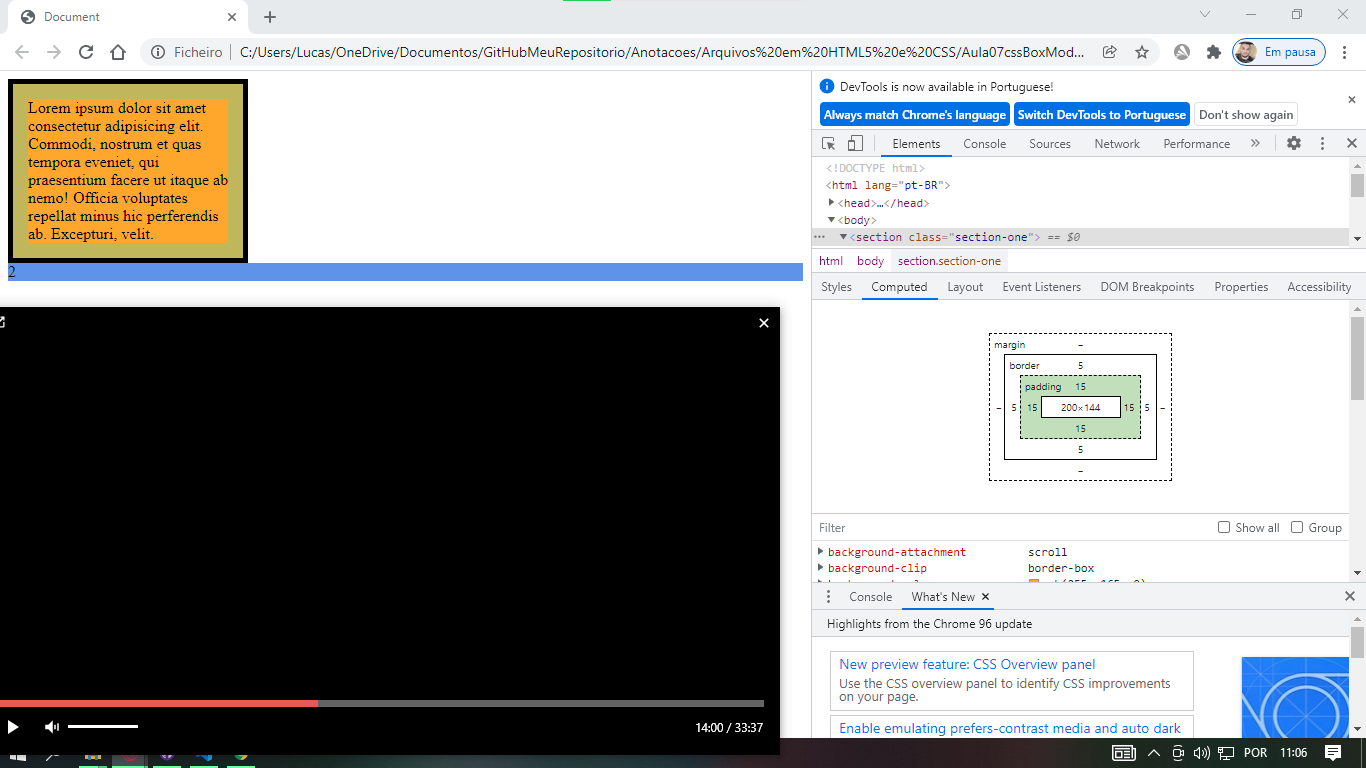 Document
Ficheiro
C:/Users/Lucas/OneDrive/Documentos/GitHubMeuRepositorio/Anotacoes/Arquivos%20em%20HTML5%20e%20CSS/Aula07cssBoxMod...
Em pausa
Lorem ipsum dolor sit amet
consectetur adipisicing elit.
Commodi, nostrum et quas
tempora eveniet, qui
praesentium facere ut itaque ab
nemo! Officia voluptates
repellat minus hic perferendis
ab. Excepturi, velit.
2
14:00 / 33:37
DevTools is now available in Portuguese!
Always match Chrome's language
Switch DevTools to Portuguese
Don't show again
Elements Console Sources Network Performance
<!DOCTYPE html>
<html lang="pt-BR">
<head>…</head>
<body>
<section class="section-one"> == $0
html body section.section-one
Styles Computed Layout Event Listeners DOM Breakpoints Properties Accessibility
margin –
border 5
padding 15
– 5 15 200×144 15 5 –
15
5
–
Filter Show all Group
background-attachment scroll
background-clip border-box
Console What's New
Highlights from the Chrome 96 update
New preview feature: CSS Overview panel
Use the CSS overview panel to identify CSS improvements
on your page.
Enable emulating prefers-contrast media and auto dark
POR 11:06